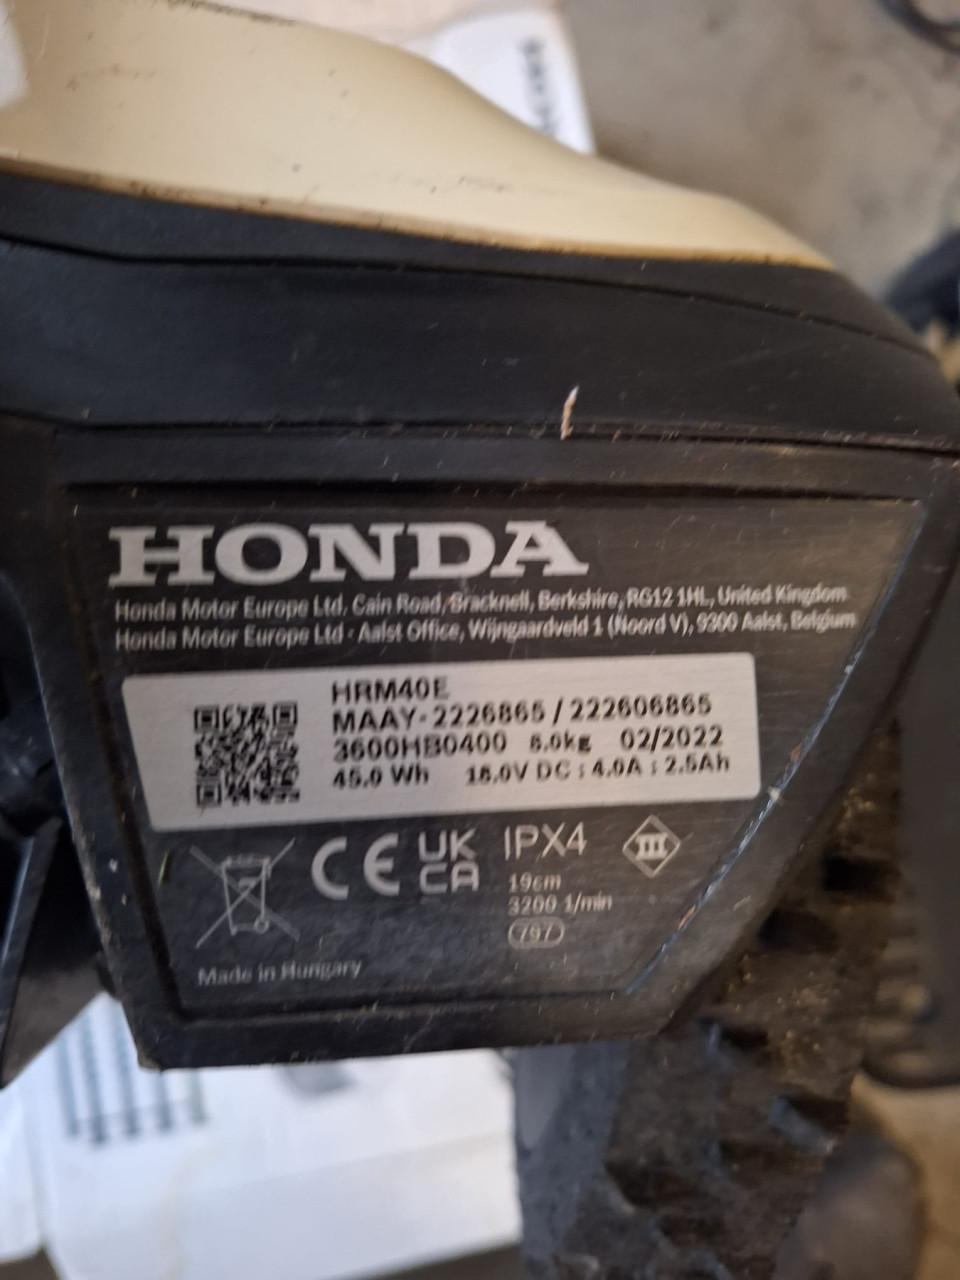 HONDA
Honda Motor Europe Ltd, Cain Road, Bracknell, Berkshire, RG12 1HL, United Kingdom
Honda Motor Europe Ltd - Aalst Office, Wijngaardveld 1 (Noord V), 9300 Aalst, Belgium
HRM40E
MAAY-2226865 / 222606865
3600HB0400 8.0kg 02/2022
45.0 Wh 18.0V DC ; 4.0A ; 2.5Ah
CE UK CA IPX4 III
19cm
3200 1/min
757
Made in Hungary